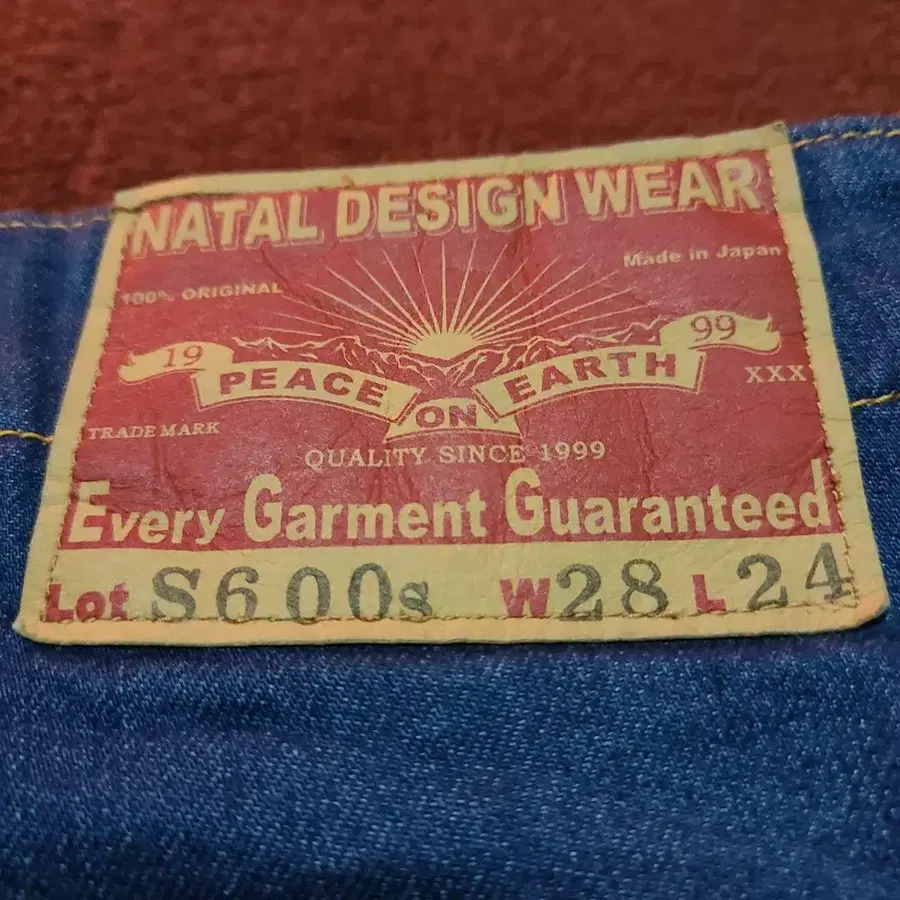 NATAL DESIGN WEAR
Made in Japan
100% ORIGINAL
19 PEACE ON EARTH 99
XXX
TRADE MARK
QUALITY SINCE 1999
Every Garment Guaranteed
Lot S600s W28 L24